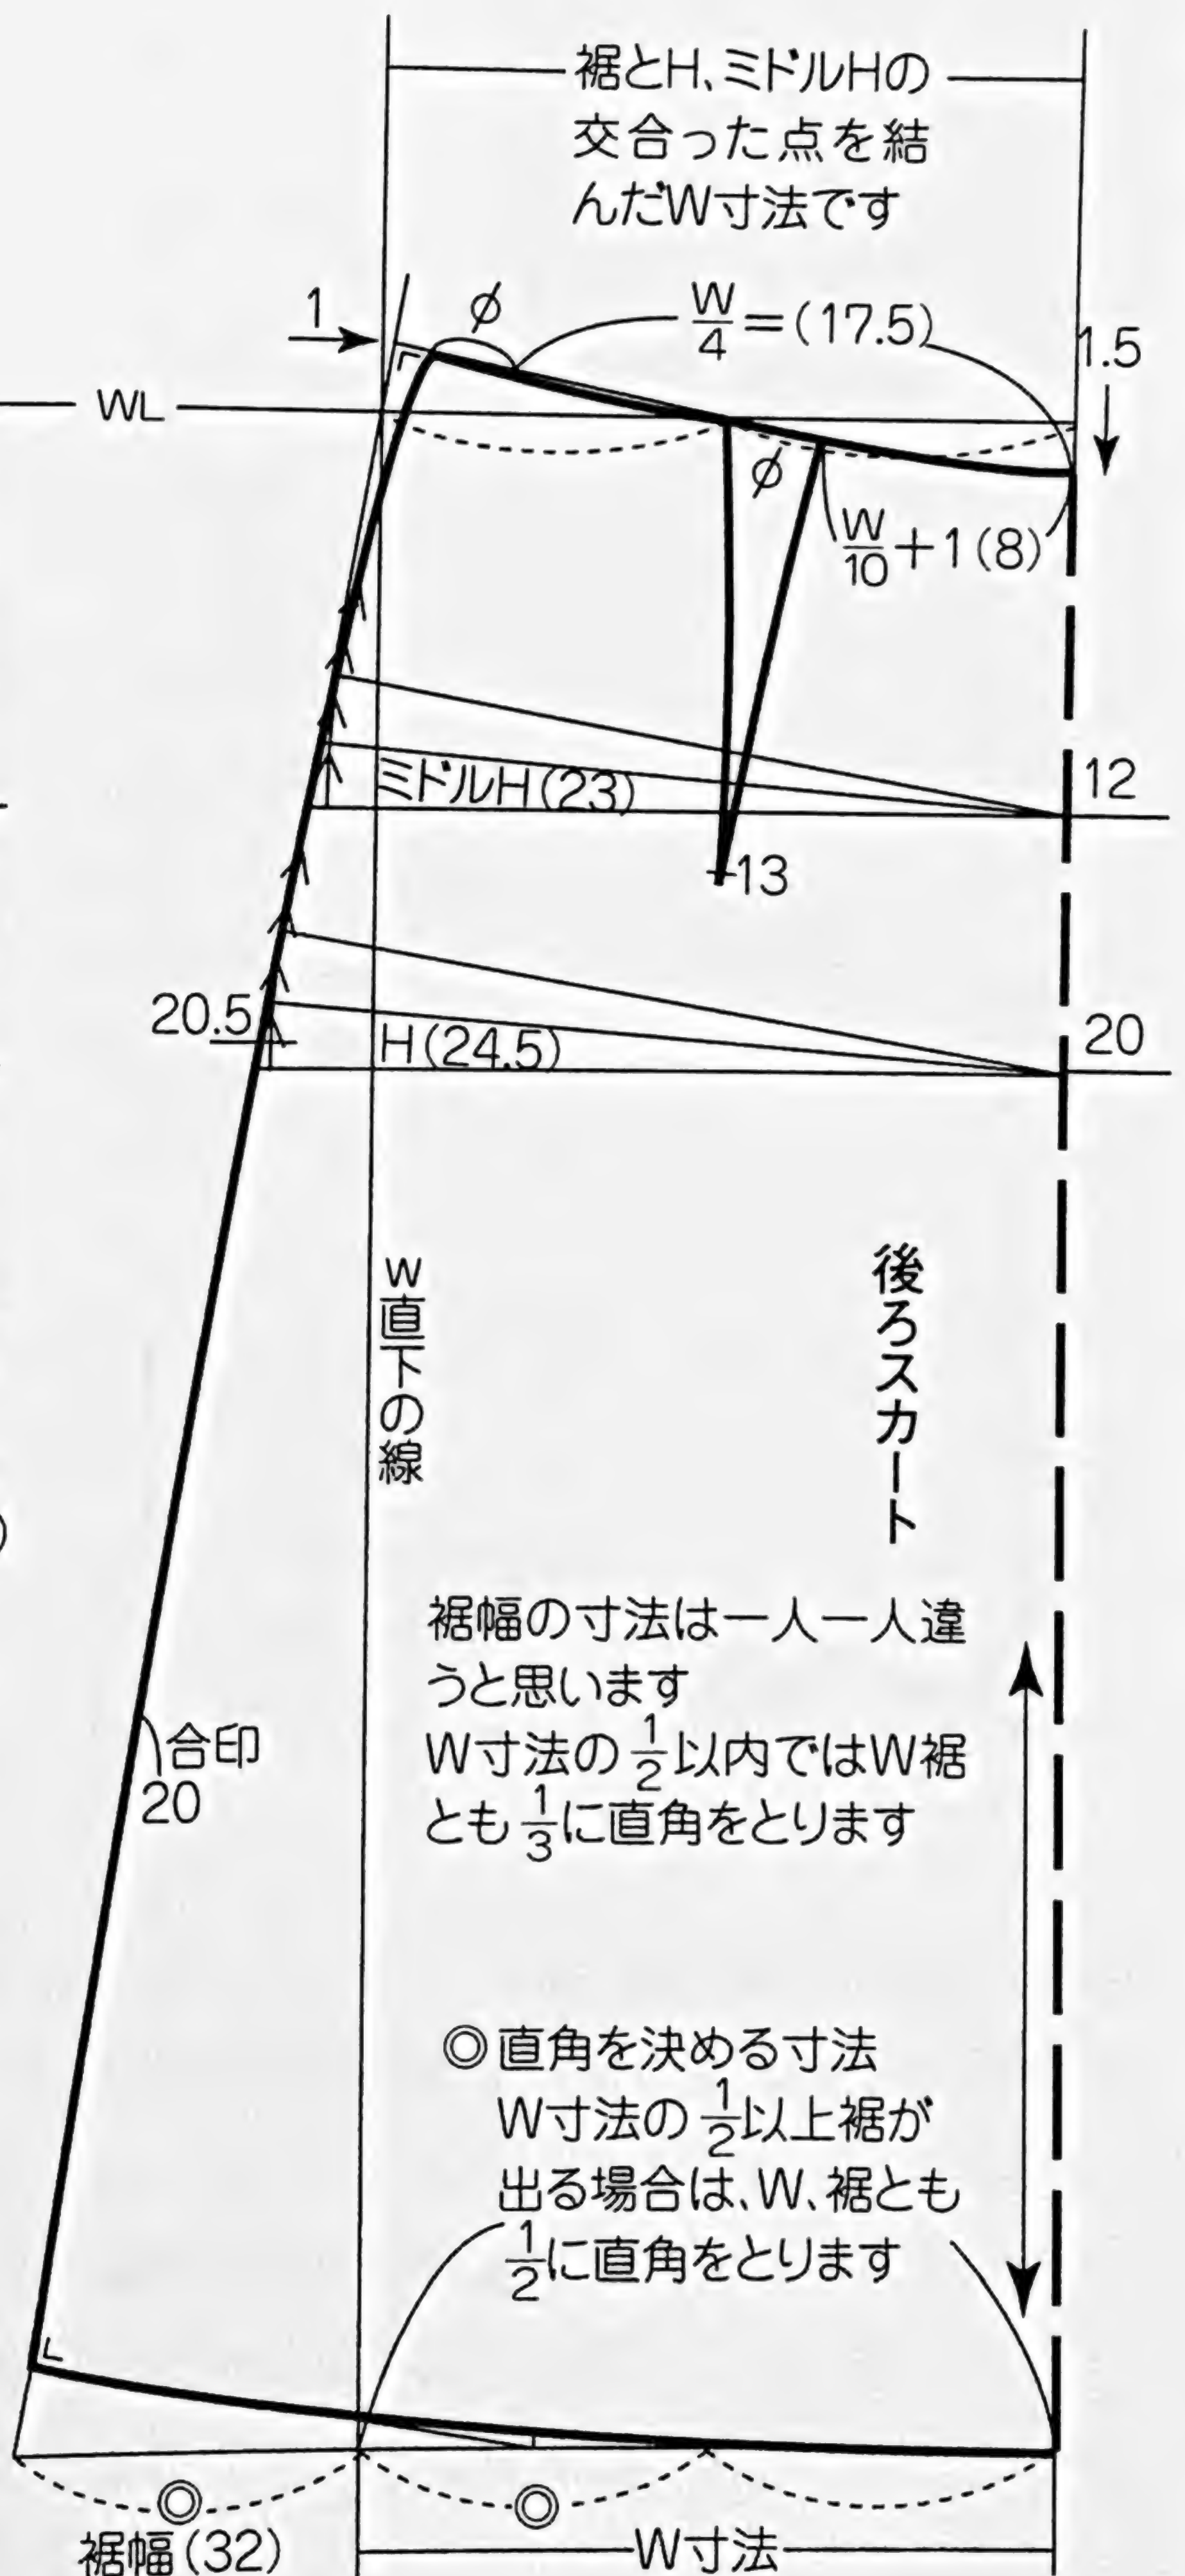 裾とH、ミドルHの
交合った点を結
んだW寸法です
1
φ
W/4=(17.5)
1.5
WL
φ
W/10+1(8)
ミドルH(23)
12
13
20.5
H(24.5)
20
W直下の線
後ろスカート
裾幅の寸法は一人一人違
うと思います
W寸法の1/2以内ではW裾
とも1/3に直角をとります
合印
20
◎直角を決める寸法
W寸法の1/2以上裾が
出る場合は、W、裾とも
1/2に直角をとります
◎
◎
裾幅(32)
W寸法